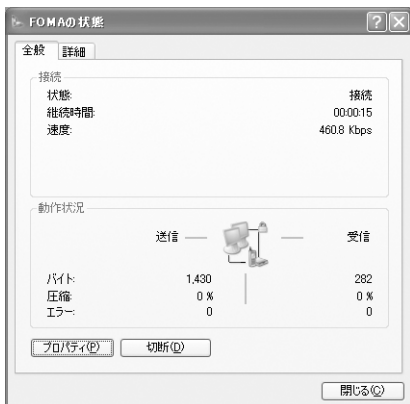 FOMAの状態
全般 詳細
接続
状態: 接続
継続時間: 00:00:15
速度: 460.8 Kbps
動作状況
送信 受信
バイト: 1,430 282
圧縮: 0 % 0 %
エラー: 0 0
プロパティ(P) 切断(D)
閉じる(C)